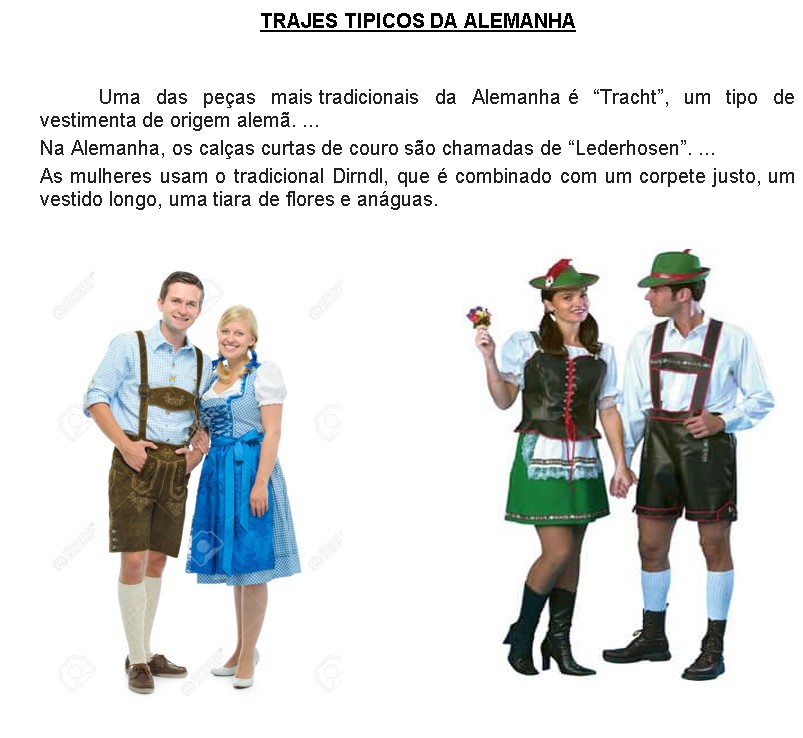 TRAJES TIPICOS DA ALEMANHA
Uma das peças mais tradicionais da Alemanha é “Tracht”, um tipo de
vestimenta de origem alemã. ...
Na Alemanha, os calças curtas de couro são chamadas de “Lederhosen”. ...
As mulheres usam o tradicional Dirndl, que é combinado com um corpete justo, um
vestido longo, uma tiara de flores e anáguas.